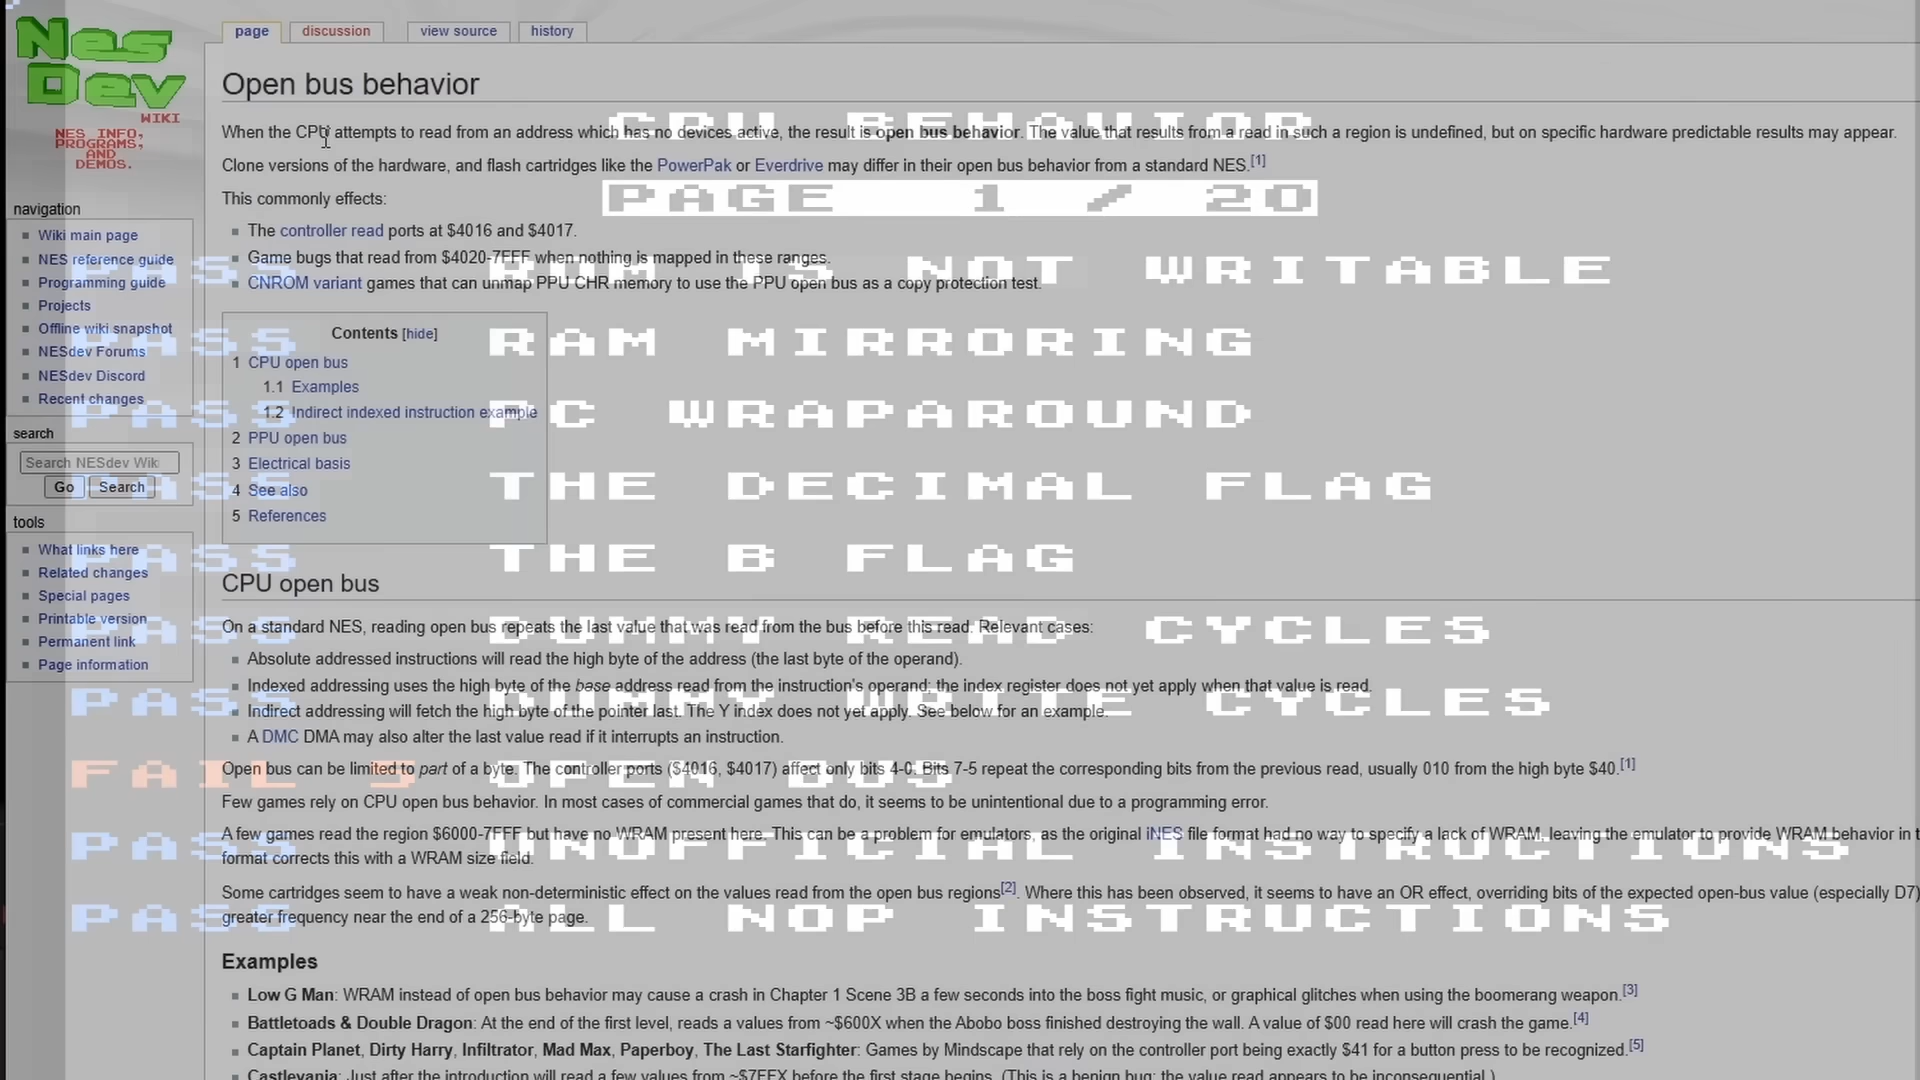 Nes
Dev
WIKI
NES INFO,
PROGRAMS,
AND
DEMOS.
page
discussion
view source
history
Open bus behavior
When the CPU attempts to read from an address which has no devices active, the result is open bus behavior. The value that results from a read in such a region is undefined, but on specific hardware predictable results may appear.
Clone versions of the hardware, and flash cartridges like the PowerPak or Everdrive may differ in their open bus behavior from a standard NES.[1]
This commonly effects:
The controller read ports at $4016 and $4017.
Game bugs that read from $4020-7FFF when nothing is mapped in these ranges.
CNROM variant games that can unmap PPU CHR memory to use the PPU open bus as a copy protection test.
Contents [hide]
1 CPU open bus
1.1 Examples
1.2 Indirect indexed instruction example
2 PPU open bus
3 Electrical basis
4 See also
5 References
navigation
Wiki main page
NES reference guide
Programming guide
Projects
Offline wiki snapshot
NESdev Forums
NESdev Discord
Recent changes
search
Search NESdev Wiki
Go Search
tools
What links here
Related changes
Special pages
Printable version
Permanent link
Page information
CPU open bus
On a standard NES, reading open bus repeats the last value that was read from the bus before this read. Relevant cases:
Absolute addressed instructions will read the high byte of the address (the last byte of the operand).
Indexed addressing uses the high byte of the base address read from the instruction's operand; the index register does not yet apply when that value is read.
Indirect addressing will fetch the high byte of the pointer last. The Y index does not yet apply. See below for an example.
A DMC DMA may also alter the last value read if it interrupts an instruction.
Open bus can be limited to part of a byte. The controller ports ($4016, $4017) affect only bits 4-0. Bits 7-5 repeat the corresponding bits from the previous read, usually 010 from the high byte $40.[1]
Few games rely on CPU open bus behavior. In most cases of commercial games that do, it seems to be unintentional due to a programming error.
A few games read the region $6000-7FFF but have no WRAM present here. This can be a problem for emulators, as the original iNES file format had no way to specify a lack of WRAM, leaving the emulator to provide WRAM behavior in
format corrects this with a WRAM size field.
Some cartridges seem to have a weak non-deterministic effect on the values read from the open bus regions[2]. Where this has been observed, it seems to have an OR effect, overriding bits of the expected open-bus value (especially D7)
greater frequency near the end of a 256-byte page.
Examples
Low G Man: WRAM instead of open bus behavior may cause a crash in Chapter 1 Scene 3B a few seconds into the boss fight music, or graphical glitches when using the boomerang weapon.[3]
Battletoads & Double Dragon: At the end of the first level, reads a values from ~$600X when the Abobo boss finished destroying the wall. A value of $00 read here will crash the game.[4]
Captain Planet, Dirty Harry, Infiltrator, Mad Max, Paperboy, The Last Starfighter: Games by Mindscape that rely on the controller port being exactly $41 for a button press to be recognized.[5]
Castlevania: Just after the introduction will read a few values from ~$7FFX before the first stage begins. (This is a benign bug; the value read appears to be inconsequential.)
CPU BEHAVIOR
PAGE 1 / 20
PASS RAM IS NOT WRITABLE
PASS RAM MIRRORING
PASS PC WRAPAROUND
PASS THE DECIMAL FLAG
PASS THE B FLAG
PASS DUMMY READ CYCLES
PASS DUMMY WRITE CYCLES
FAIL 5 OPEN BUS
PASS UNOFFICIAL INSTRUCTIONS
PASS ALL NOP INSTRUCTIONS